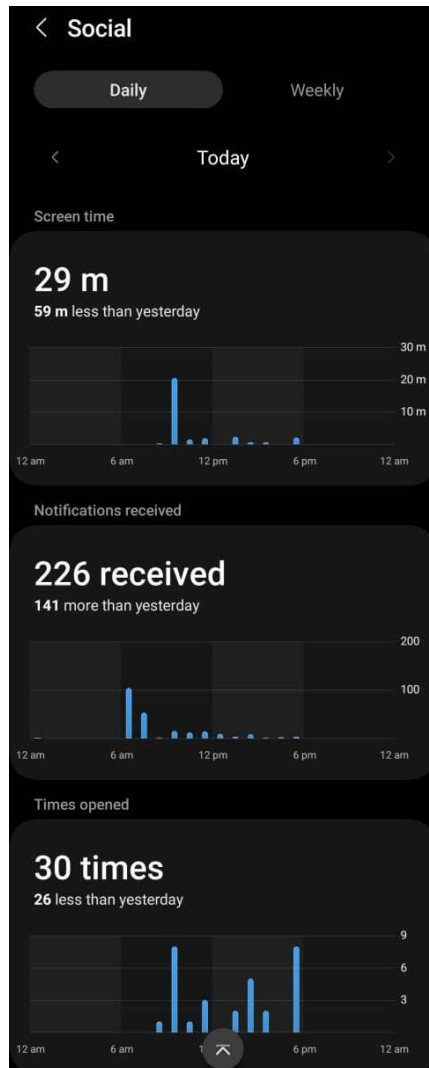 Social
Daily Weekly
Today
Screen time
29 m
59 m less than yesterday
30 m
20 m
10 m
12 am 6 am 12 pm 6 pm 12 am
Notifications received
226 received
141 more than yesterday
200
100
12 am 6 am 12 pm 6 pm 12 am
Times opened
30 times
26 less than yesterday
9
6
3
12 am 6 am 6 pm 12 am